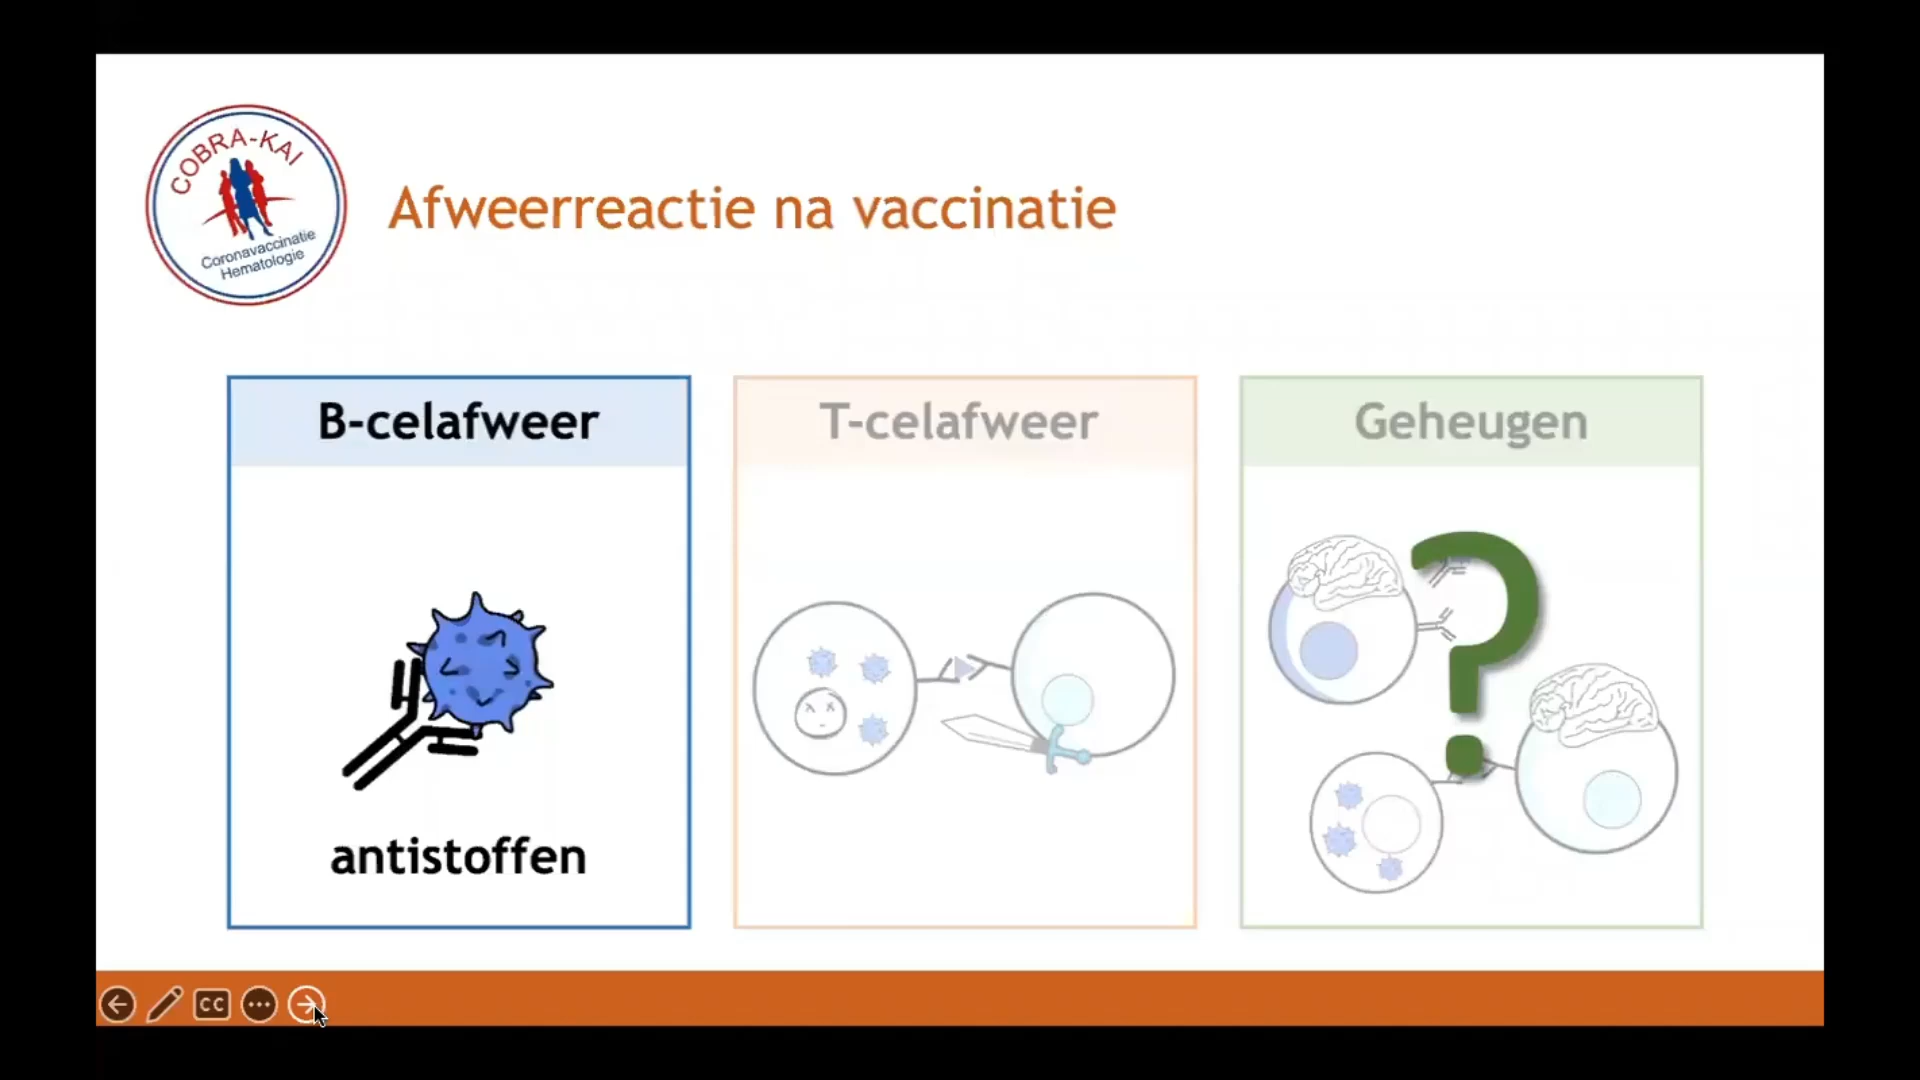 COBRA-KAI
Coronavaccinatie
Hematologie
Afweerreactie na vaccinatie
B-celafweer
T-celafweer
Geheugen
?
antistoffen
CC